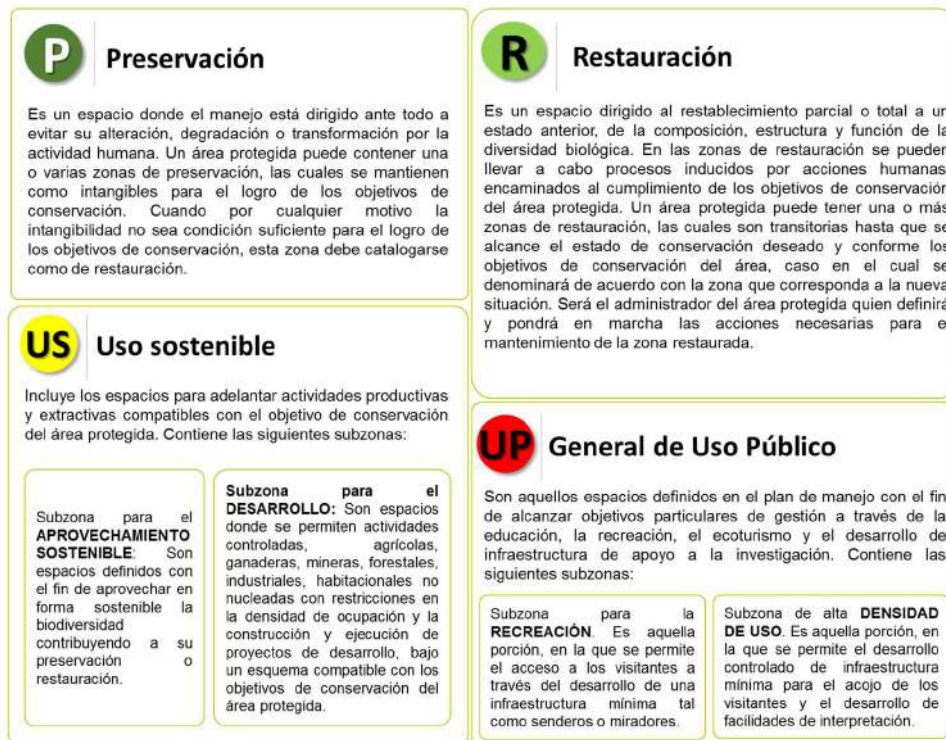 P
Preservación
Es un espacio donde el manejo está dirigido ante todo a
evitar su alteración, degradación o transformación por la
actividad humana. Un área protegida puede contener una
o varias zonas de preservación, las cuales se mantienen
como intangibles para el logro de los objetivos de
conservación. Cuando por cualquier motivo la
intangibilidad no sea condición suficiente para el logro de
los objetivos de conservación, esta zona debe catalogarse
como de restauración.
R
Restauración
Es un espacio dirigido al restablecimiento parcial o total a un
estado anterior, de la composición, estructura y función de la
diversidad biológica. En las zonas de restauración se pueden
llevar a cabo procesos inducidos por acciones humanas,
encaminados al cumplimiento de los objetivos de conservación
del área protegida. Un área protegida puede tener una o más
zonas de restauración, las cuales son transitorias hasta que se
alcance el estado de conservación deseado y conforme los
objetivos de conservación del área, caso en el cual se
denominará de acuerdo con la zona que corresponda a la nueva
situación. Será el administrador del área protegida quien definirá
y pondrá en marcha las acciones necesarias para el
mantenimiento de la zona restaurada.
US
Uso sostenible
Incluye los espacios para adelantar actividades productivas
y extractivas compatibles con el objetivo de conservación
del área protegida. Contiene las siguientes subzonas:
Subzona para el
APROVECHAMIENTO
SOSTENIBLE: Son
espacios definidos con
el fin de aprovechar en
forma sostenible la
biodiversidad
contribuyendo a su
preservación o
restauración.
Subzona para el
DESARROLLO: Son espacios
donde se permiten actividades
controladas, agrícolas,
ganaderas, mineras, forestales,
industriales, habitacionales no
nucleadas con restricciones en
la densidad de ocupación y la
construcción y ejecución de
proyectos de desarrollo, bajo
un esquema compatible con los
objetivos de conservación del
área protegida.
UP
General de Uso Público
Son aquellos espacios definidos en el plan de manejo con el fin
de alcanzar objetivos particulares de gestión a través de la
educación, la recreación, el ecoturismo y el desarrollo de
infraestructura de apoyo a la investigación. Contiene las
siguientes subzonas:
Subzona para la
RECREACIÓN. Es aquella
porción, en la que se permite
el acceso a los visitantes a
través del desarrollo de una
infraestructura mínima tal
como senderos o miradores.
Subzona de alta DENSIDAD
DE USO. Es aquella porción, en
la que se permite el desarrollo
controlado de infraestructura
mínima para el acojo de los
visitantes y el desarrollo de
facilidades de interpretación.